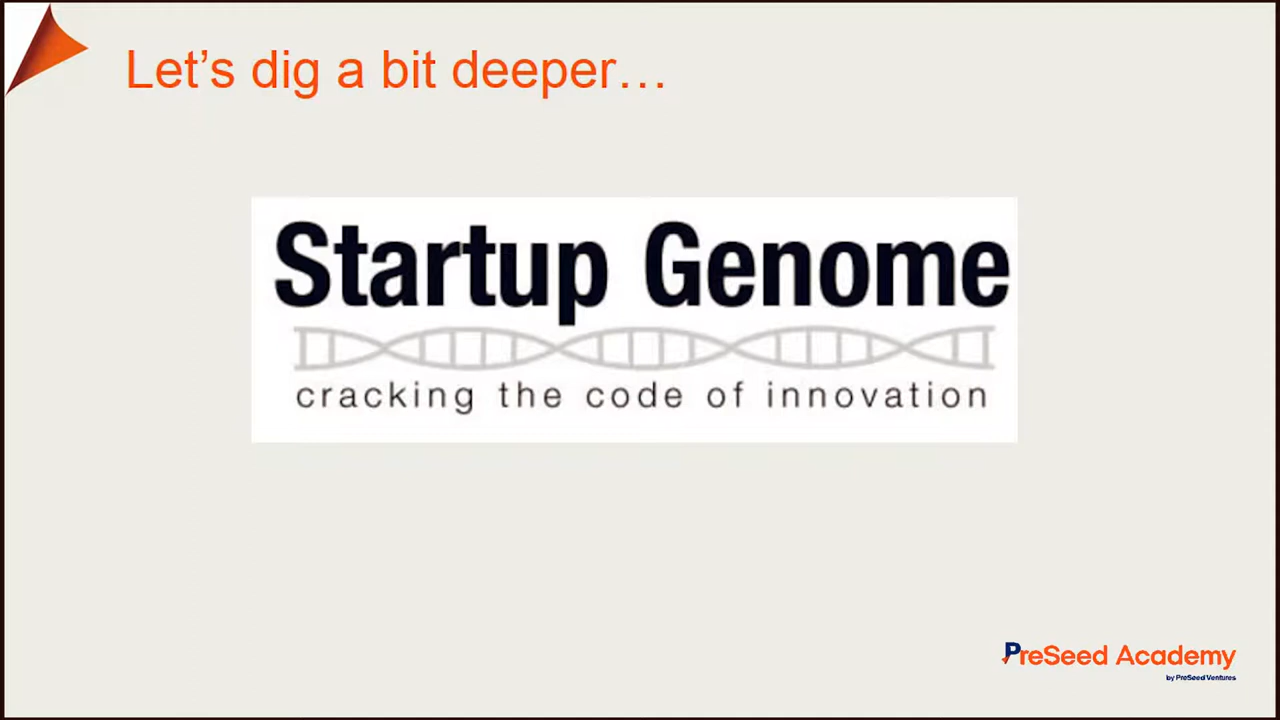 Let’s dig a bit deeper…
Startup Genome
cracking the code of innovation
PreSeed Academy
by PreSeed Ventures